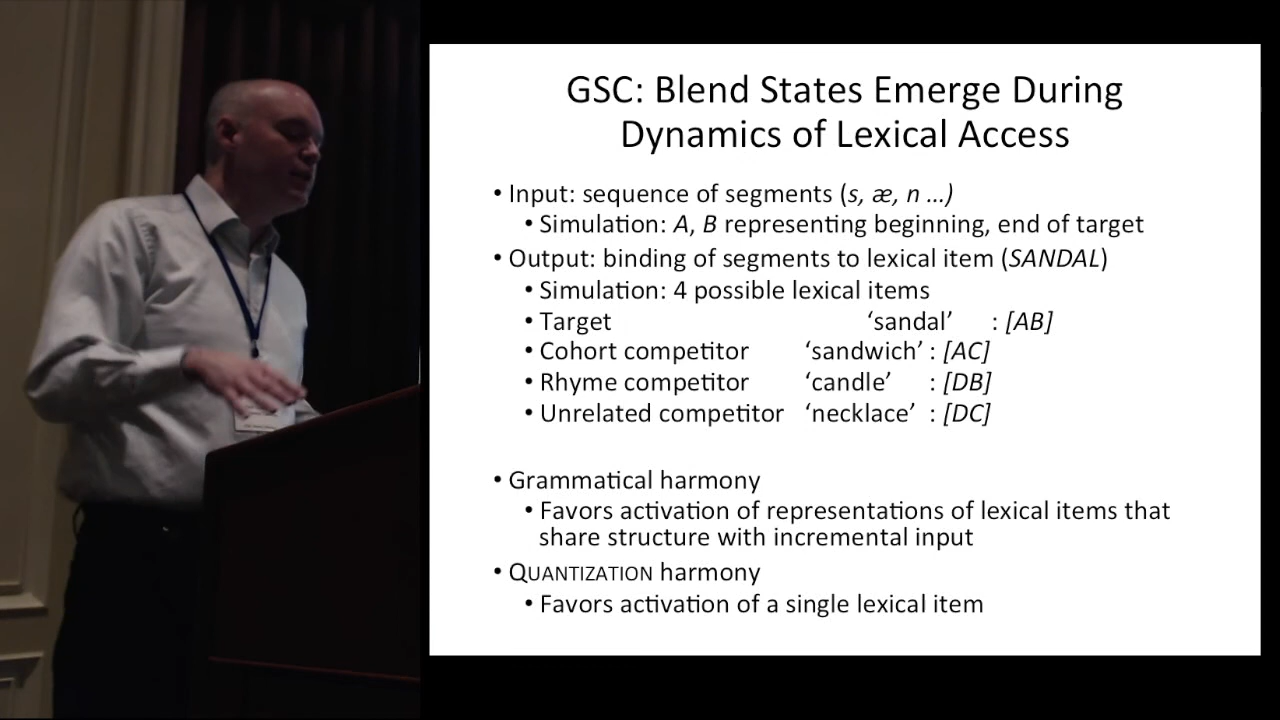 GSC: Blend States Emerge During
Dynamics of Lexical Access
• Input: sequence of segments (s, æ, n …)
• Simulation: A, B representing beginning, end of target
• Output: binding of segments to lexical item (SANDAL)
• Simulation: 4 possible lexical items
• Target ‘sandal’ : [AB]
• Cohort competitor ‘sandwich’ : [AC]
• Rhyme competitor ‘candle’ : [DB]
• Unrelated competitor ‘necklace’ : [DC]
• Grammatical harmony
• Favors activation of representations of lexical items that
share structure with incremental input
• QUANTIZATION harmony
• Favors activation of a single lexical item